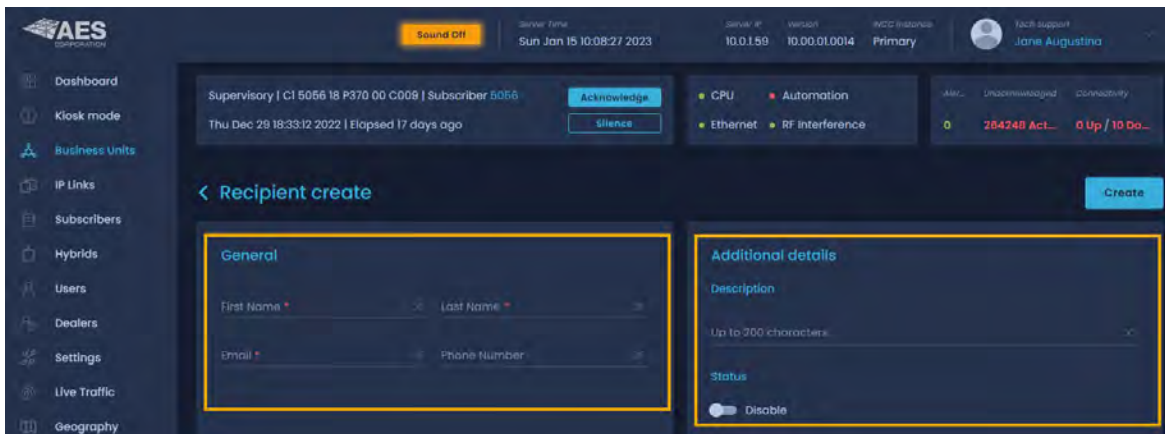 AES
CORPORATION
Sound Off
Server Time
Sun Jan 15 10:08:27 2023
Server IP
10.0.1.59
Version
10.00.01.0014
NCC Instance
Primary
Tech Support
Jane Augustina
Dashboard
Kiosk mode
Business Units
IP Links
Subscribers
Hybrids
Users
Dealers
Settings
Live Traffic
Geography
Supervisory | C1 5056 18 P370 00 C009 | Subscriber 5056
Acknowledge
Thu Dec 29 18:33:12 2022 | Elapsed 17 days ago
Silence
CPU
Automation
Ethernet
RF Interference
Unacknowledged
Connectivity
0
264248 Act...
0 Up / 10 Do...
< Recipient create
Create
General
First Name *
Last Name *
Email *
Phone Number
Additional details
Description
Up to 200 characters
Status
Disable